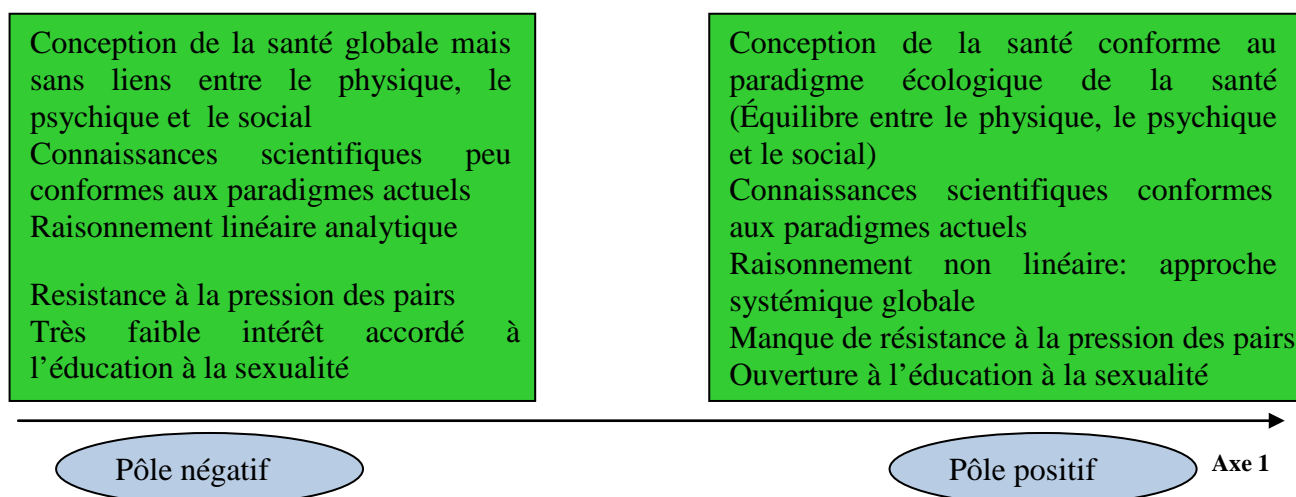 Conception de la santé globale mais
sans liens entre le physique, le
psychique et le social
Connaissances scientifiques peu
conformes aux paradigmes actuels
Raisonnement linéaire analytique
Resistance à la pression des pairs
Très faible intérêt accordé à
l'éducation à la sexualité
Conception de la santé conforme au
paradigme écologique de la santé
(Équilibre entre le physique, le psychique
et le social)
Connaissances scientifiques conformes
aux paradigmes actuels
Raisonnement non linéaire: approche
systémique globale
Manque de résistance à la pression des pairs
Ouverture à l'éducation à la sexualité
Pôle négatif
Pôle positif
Axe 1